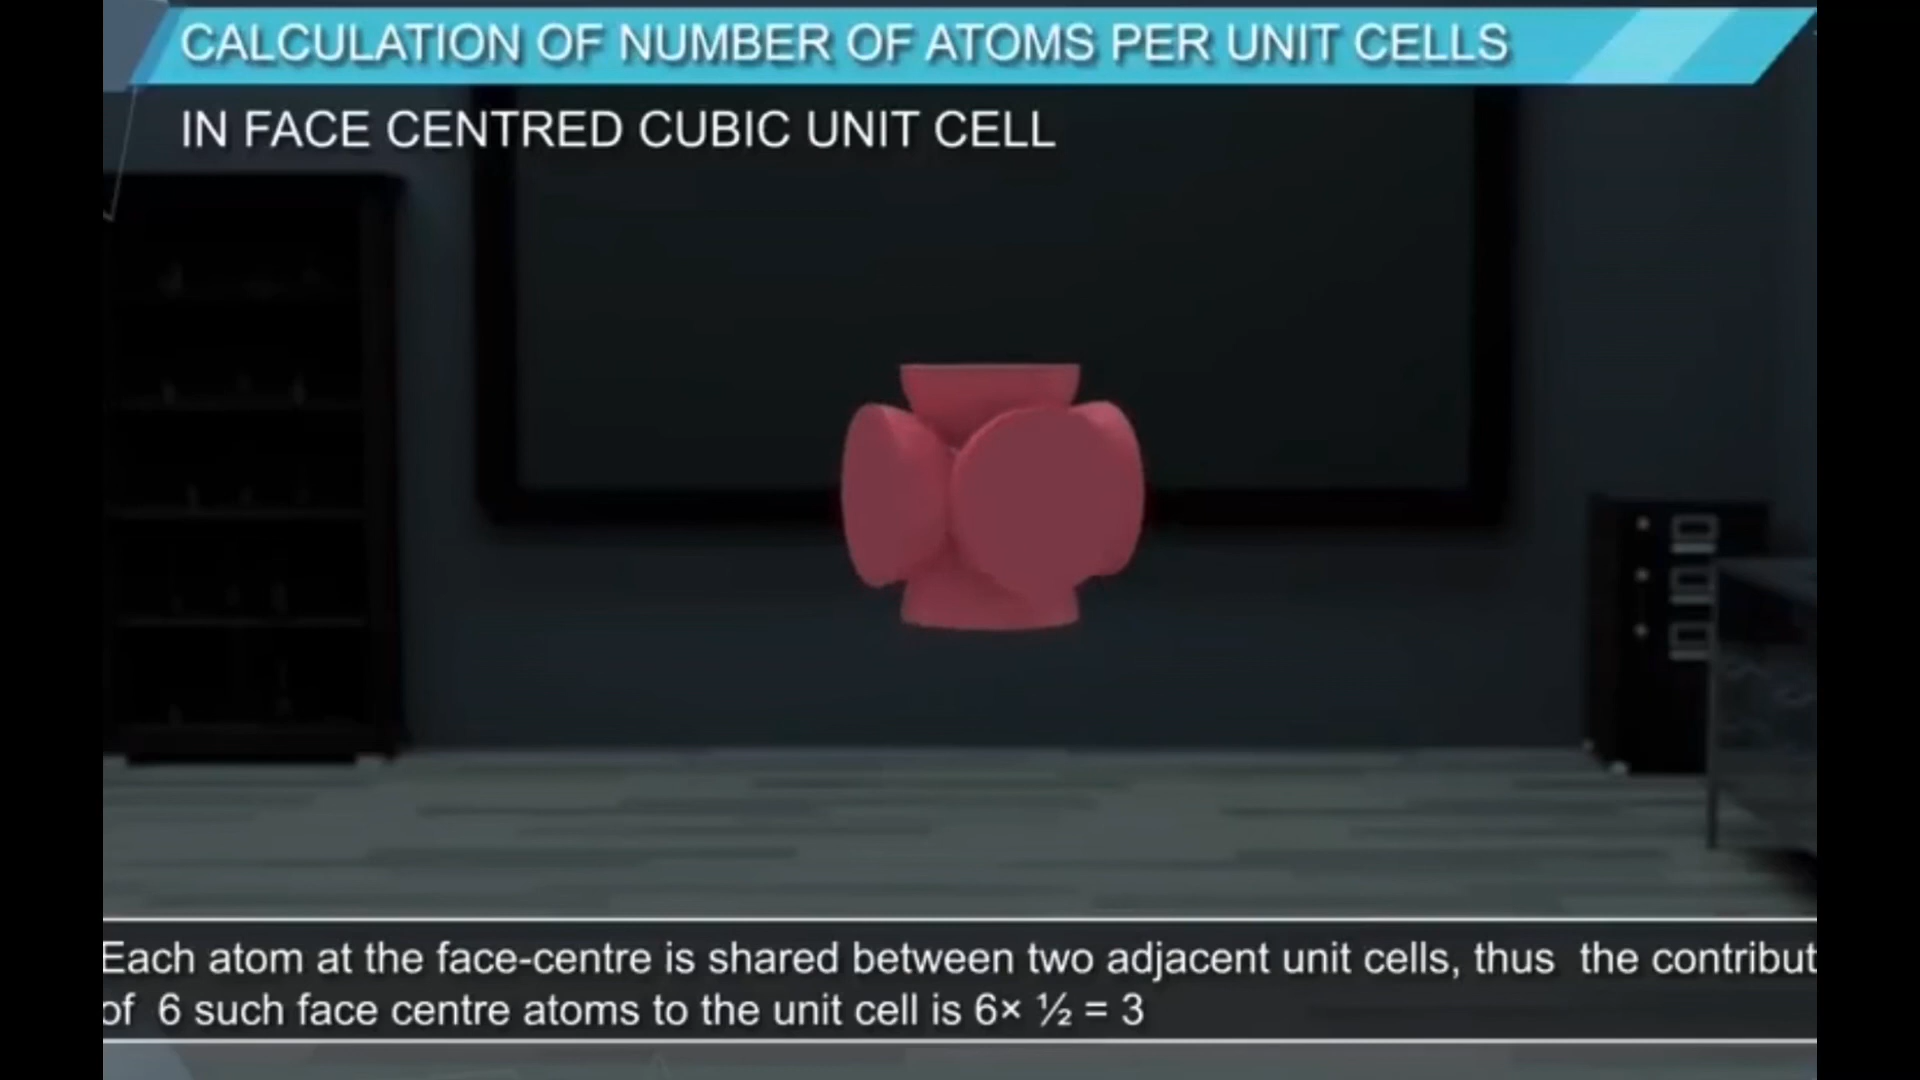 CALCULATION OF NUMBER OF ATOMS PER UNIT CELLS
IN FACE CENTRED CUBIC UNIT CELL
Each atom at the face-centre is shared between two adjacent unit cells, thus the contribut
of 6 such face centre atoms to the unit cell is 6× ½ = 3